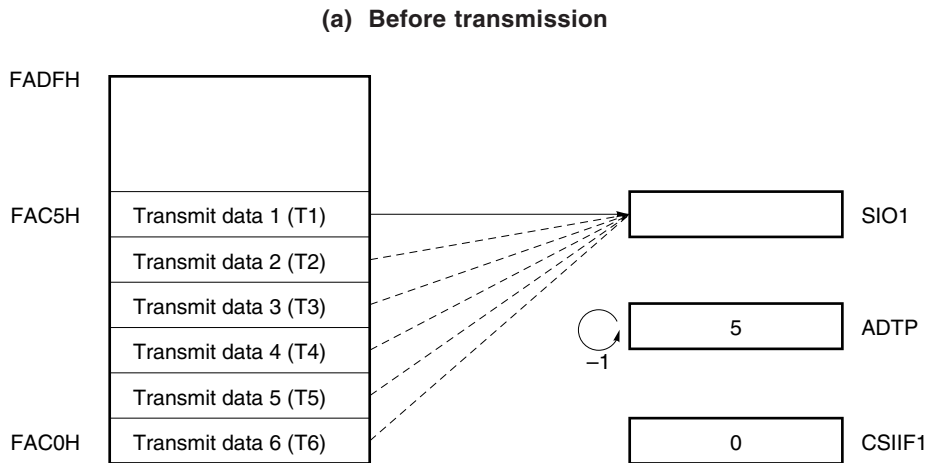 (a) Before transmission
FADFH
FAC5H Transmit data 1 (T1) SIO1
Transmit data 2 (T2)
Transmit data 3 (T3)
5 ADTP
Transmit data 4 (T4)
–1
Transmit data 5 (T5)
FAC0H Transmit data 6 (T6) 0 CSIIF1